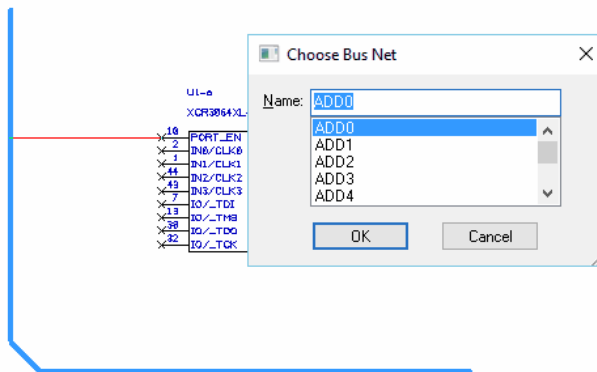 Choose Bus Net
Name: ADD0
ADD0
ADD1
ADD2
ADD3
ADD4
OK Cancel
U1-a
XCR3064XL-
10 PORT_EN
2 IN0/CLK0
1 IN1/CLK1
44 IN2/CLK2
43 IN3/CLK3
7 IO/_TDI
13 IO/_TMS
38 IO/_TDO
32 IO/_TCK